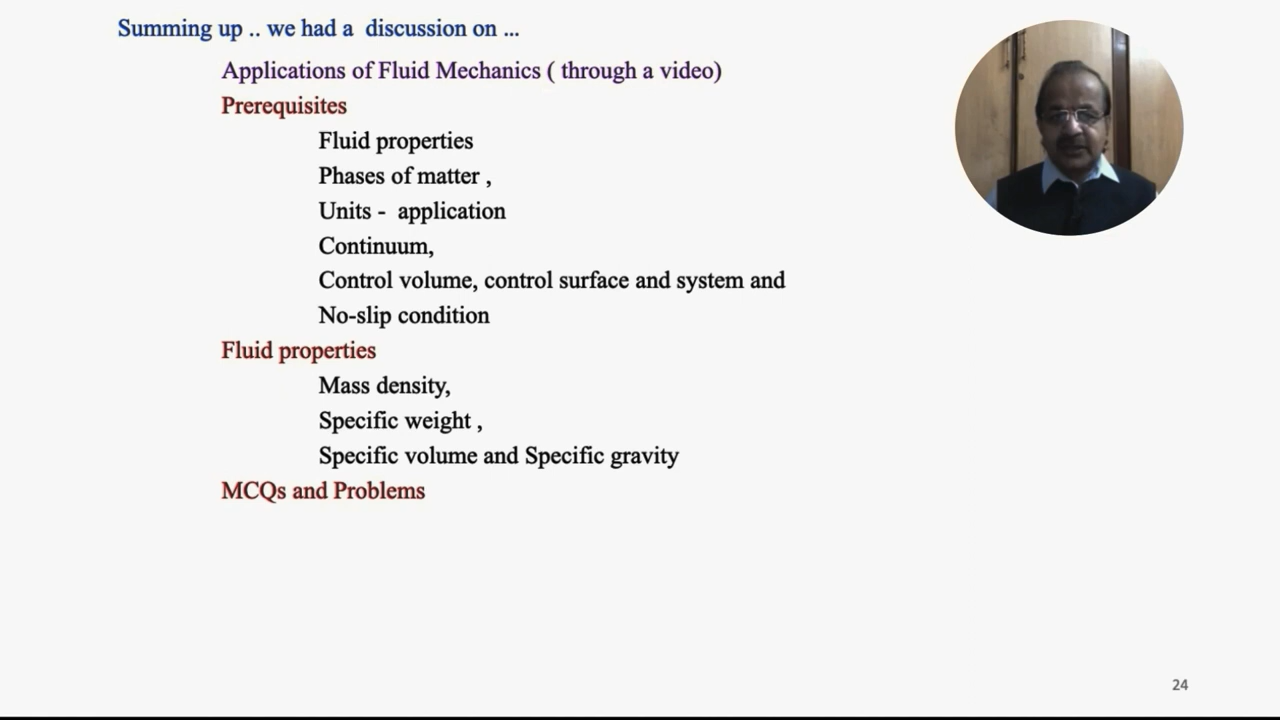 Summing up .. we had a discussion on ...
Applications of Fluid Mechanics ( through a video)
Prerequisites
Fluid properties
Phases of matter ,
Units - application
Continuum,
Control volume, control surface and system and
No-slip condition
Fluid properties
Mass density,
Specific weight ,
Specific volume and Specific gravity
MCQs and Problems
24